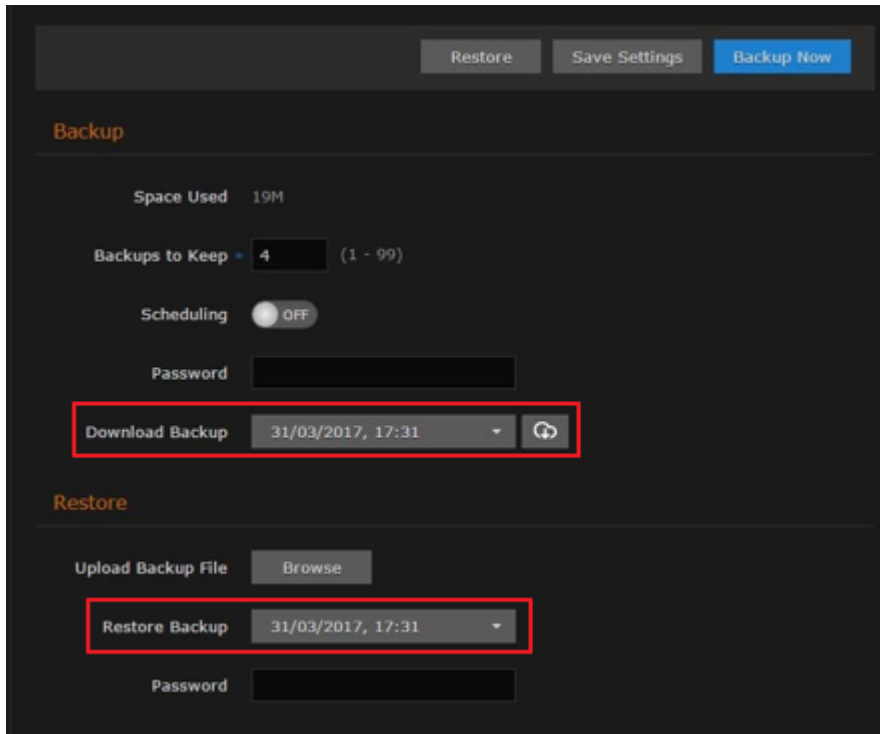 Restore Save Settings Backup Now
Backup
Space Used 19M
Backups to Keep 4 (1 - 99)
Scheduling OFF
Password
Download Backup 31/03/2017, 17:31
Restore
Upload Backup File Browse
Restore Backup 31/03/2017, 17:31
Password